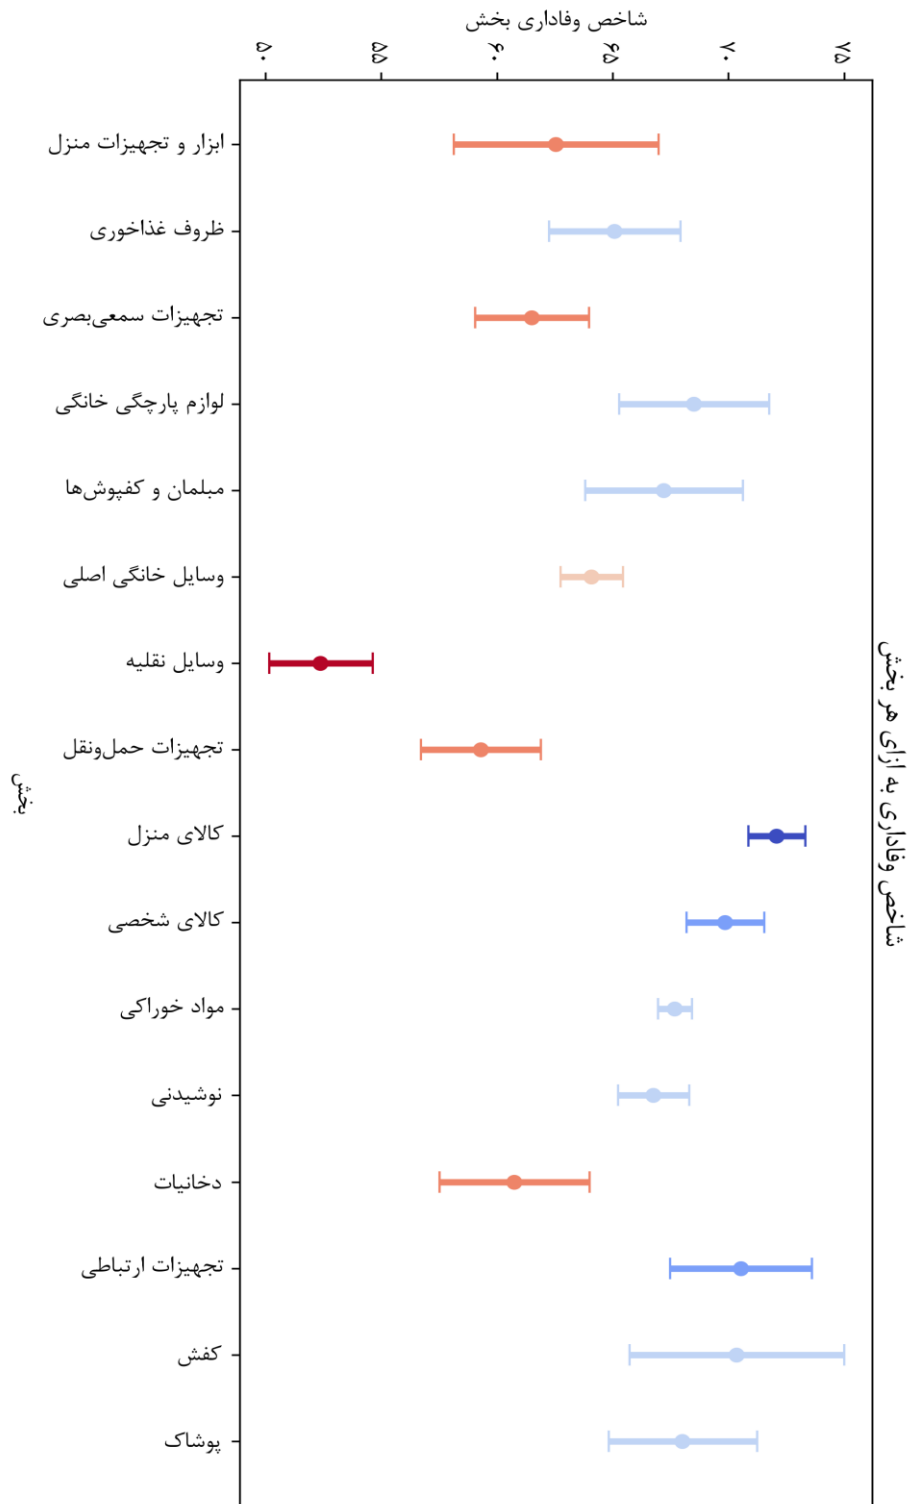 شاخص وفاداری بخش
۵۰
۵۵
۶۰
۶۵
۷۰
۷۵
ابزار و تجهیزات منزل
ظروف غذاخوری
تجهیزات سمعی‌بصری
لوازم پارچگی خانگی
مبلمان و کفپوش‌ها
وسایل خانگی اصلی
وسایل نقلیه
تجهیزات حمل‌ونقل
کالای منزل
کالای شخصی
مواد خوراکی
نوشیدنی
دخانیات
تجهیزات ارتباطی
کفش
پوشاک
بخش
شاخص وفاداری به ازای هر بخش